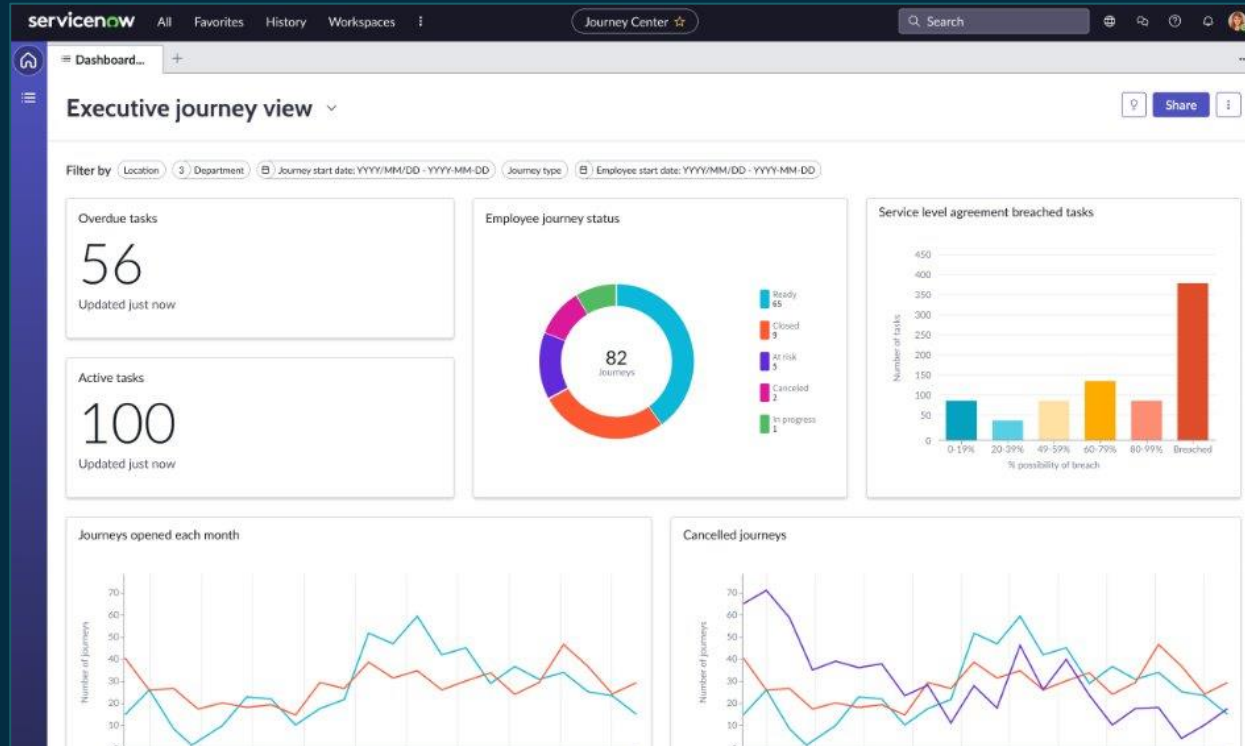 servicenow All Favorites History Workspaces Journey Center Search
Dashboard... +
Executive journey view
Share
Filter by Location 3 Department Journey start date: YYYY/MM/DD - YYYY-MM-DD Journey type Employee start date: YYYY/MM/DD - YYYY-MM-DD
Overdue tasks
56
Updated just now
Active tasks
100
Updated just now
Employee journey status
82
Journeys
Ready
65
Closed
9
At risk
5
Canceled
2
In progress
1
Service level agreement breached tasks
Number of tasks
450
400
350
300
250
200
150
100
50
0
0-19% 20-39% 49-59% 60-79% 80-99% Breached
% possibility of breach
Journeys opened each month
Number of journeys
70
60
50
40
30
20
10
Cancelled journeys
Number of journeys
70
60
50
40
30
20
10